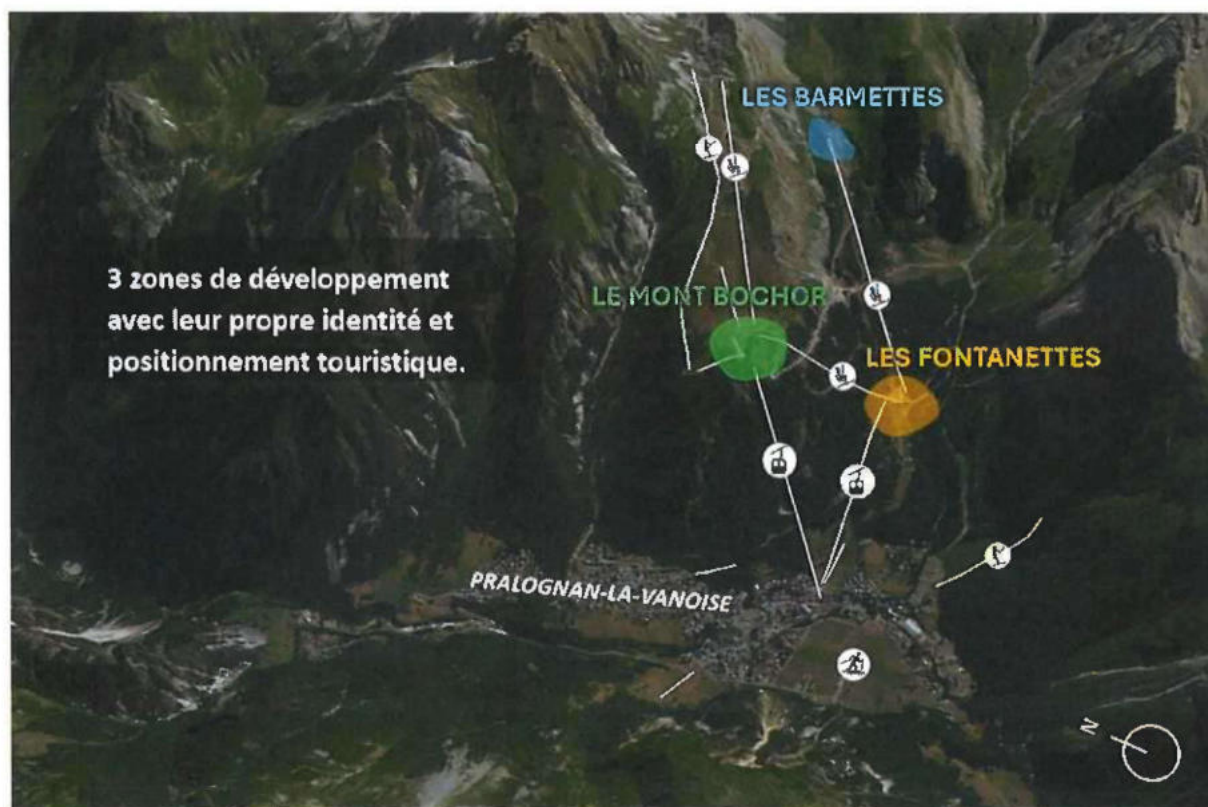 LES BARMETTES
3 zones de développement
avec leur propre identité et
positionnement touristique.
LE MONT BOCHOR
LES FONTANETTES
PRALOGNAN-LA-VANOISE
N